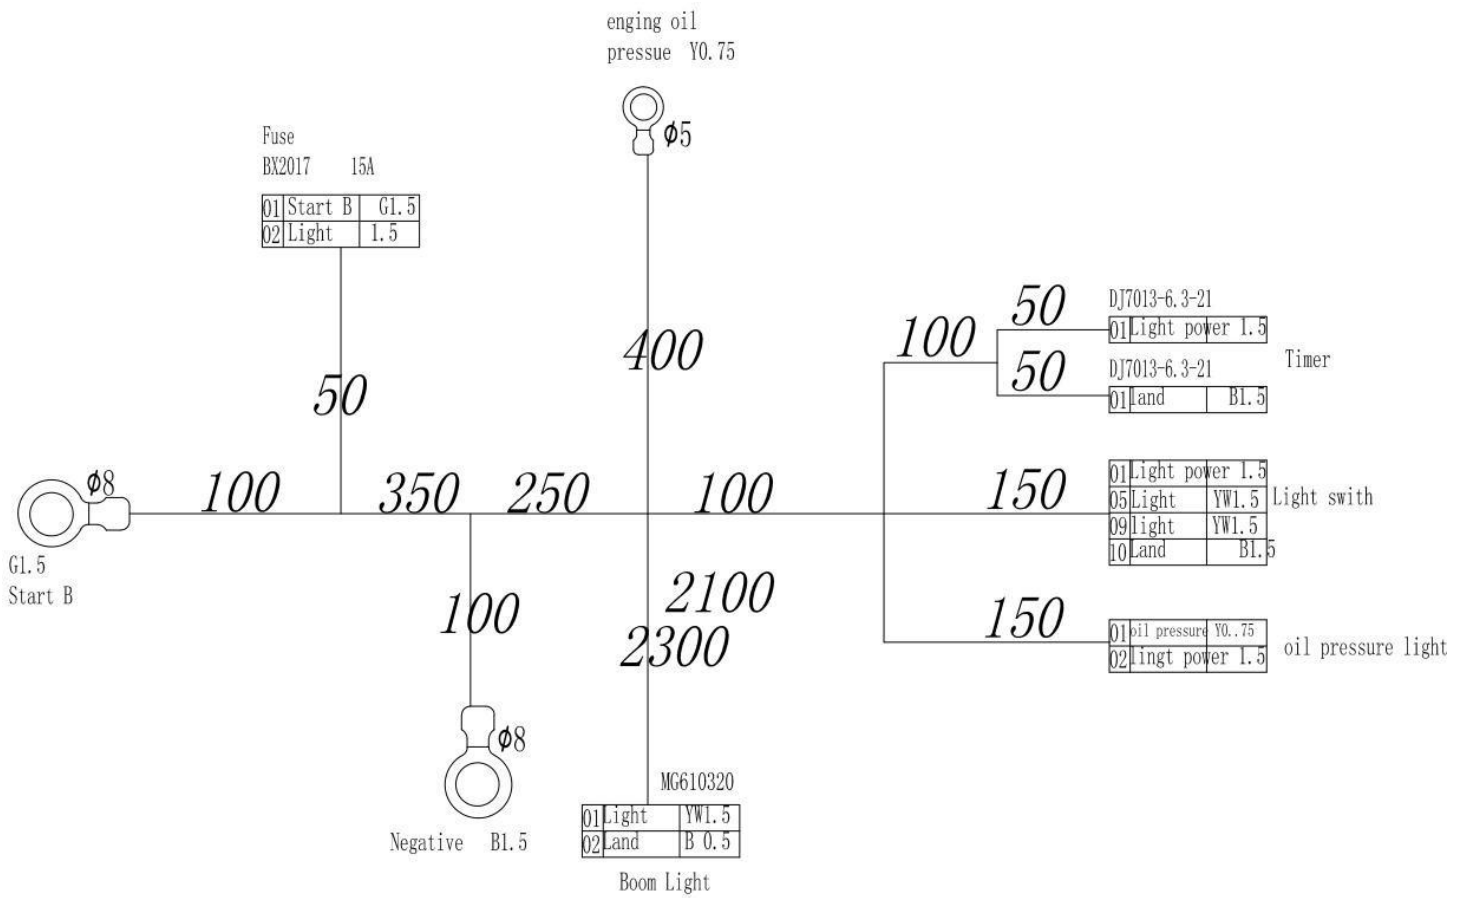 enging oil
pressue Y0.75
ϕ5
Fuse
BX2017 15A
01 Start B G1.5
02 Light 1.5
50
400
100
50
DJ7013-6.3-21
01 Light power 1.5
50
DJ7013-6.3-21
01 land B1.5
Timer
ϕ8
100
350
250
100
150
01 Light power 1.5
05 Light YW1.5
09 light YW1.5
10 Land B1.5
Light swith
G1.5
Start B
100
2100
2300
150
01 oil pressure Y0..75
02 lingt power 1.5
oil pressure light
ϕ8
Negative B1.5
MG610320
01 Light YW1.5
02 Land B 0.5
Boom Light